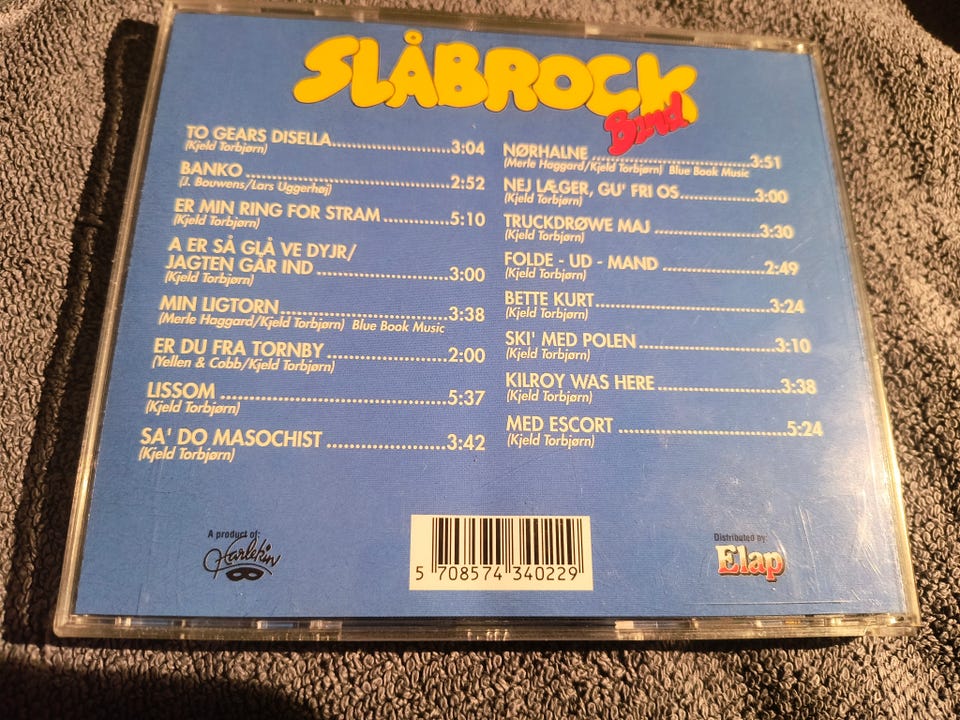 SLÅBROCK
Band
TO GEARS DISELLA 3:04
(Kjeld Torbjørn)
BANKO 2:52
(J. Bouwens/Lars Uggerhøj)
ER MIN RING FOR STRAM 5:10
(Kjeld Torbjørn)
A ER SÅ GLÅ VE DYJR/
JAGTEN GÅR IND 3:00
(Kjeld Torbjørn)
MIN LIGTORN 3:38
(Merle Haggard/Kjeld Torbjørn) Blue Book Music
ER DU FRA TORNBY 2:00
(Yellen & Cobb/Kjeld Torbjørn)
LISSOM 5:37
(Kjeld Torbjørn)
SA' DO MASOCHIST 3:42
(Kjeld Torbjørn)
NØRHALNE 3:51
(Merle Haggard/Kjeld Torbjørn) Blue Book Music
NEJ LÆGER, GU' FRI OS 3:00
(Kjeld Torbjørn)
TRUCKDRØWE MAJ 3:30
(Kjeld Torbjørn)
FOLDE - UD - MAND 2:49
(Kjeld Torbjørn)
BETTE KURT 3:24
(Kjeld Torbjørn)
SKI' MED POLEN 3:10
(Kjeld Torbjørn)
KILROY WAS HERE 3:38
(Kjeld Torbjørn)
MED ESCORT 5:24
(Kjeld Torbjørn)
A product of:
Harlekin
5 708574 340229
Distributed by:
Elap